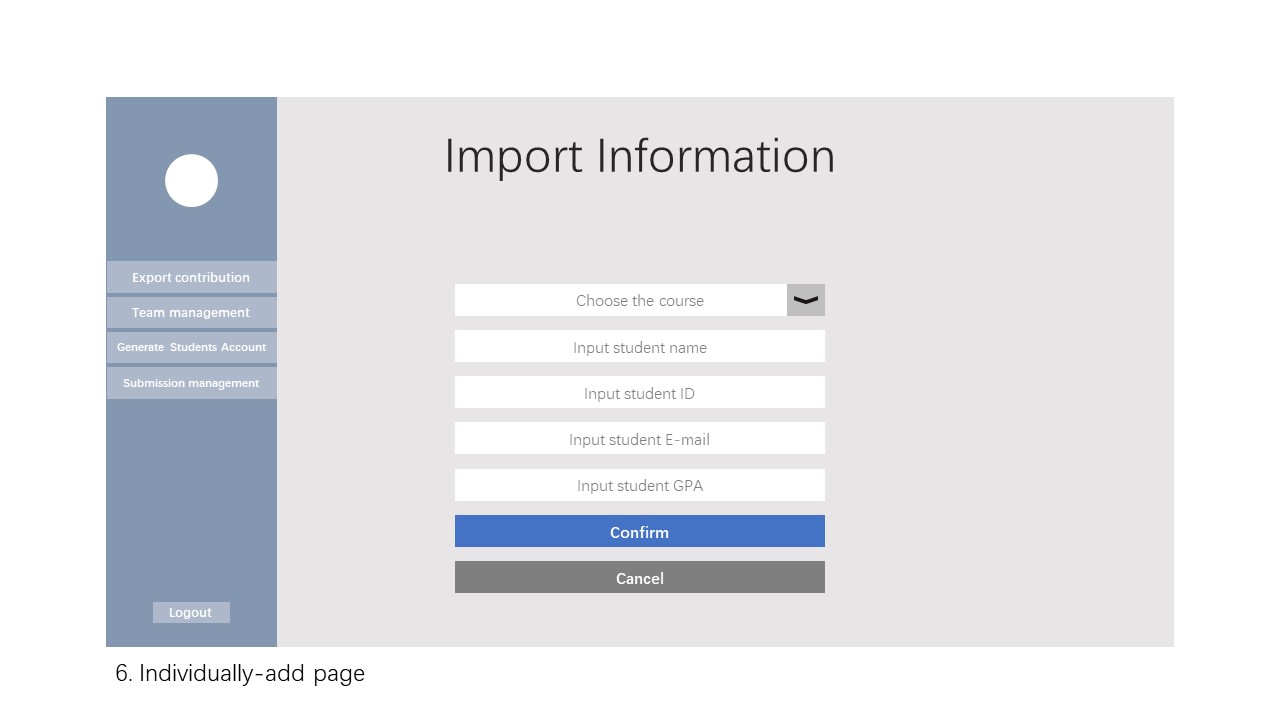 Import Information
Export contribution
Team management
Generate Students Account
Submission management
Logout
Choose the course
Input student name
Input student ID
Input student E-mail
Input student GPA
Confirm
Cancel
6. Individually-add page